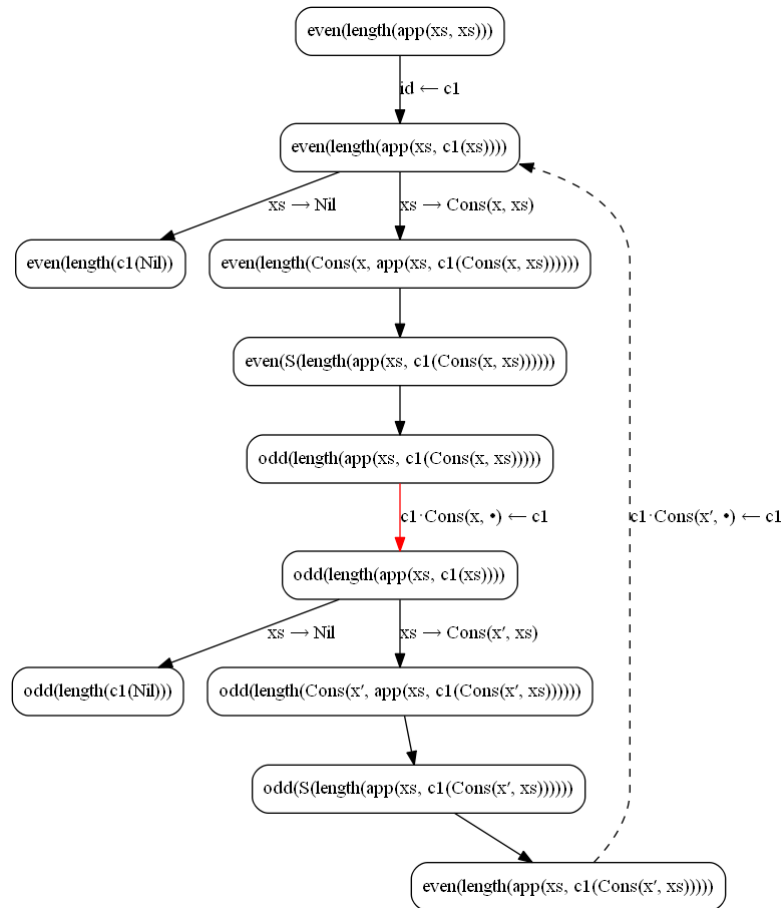 even(length(app(xs, xs)))
id ← c1
even(length(app(xs, c1(xs))))
xs → Nil
xs → Cons(x, xs)
even(length(c1(Nil))
even(length(Cons(x, app(xs, c1(Cons(x, xs))))))
even(S(length(app(xs, c1(Cons(x, xs))))))
odd(length(app(xs, c1(Cons(x, xs)))))
c1·Cons(x, •) ← c1
c1·Cons(x′, •) ← c1
odd(length(app(xs, c1(xs))))
xs → Nil
xs → Cons(x′, xs)
odd(length(c1(Nil)))
odd(length(Cons(x′, app(xs, c1(Cons(x′, xs))))))
odd(S(length(app(xs, c1(Cons(x′, xs))))))
even(length(app(xs, c1(Cons(x′, xs)))))